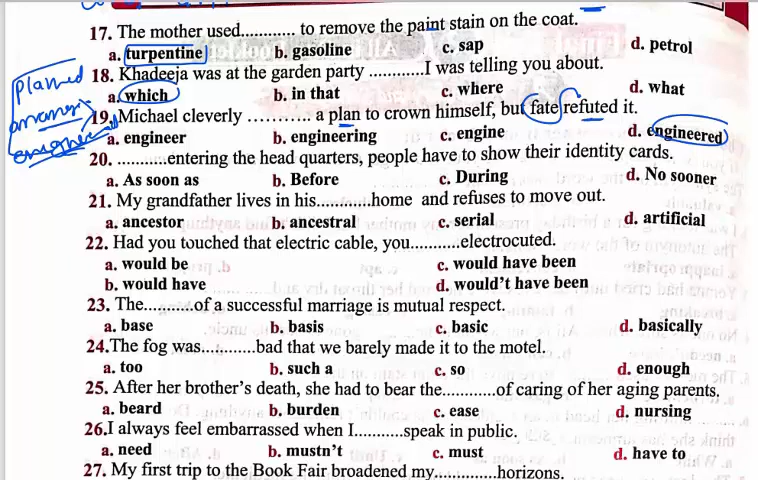 17. The mother used............ to remove the paint stain on the coat.
a. turpentine b. gasoline c. sap d. petrol
18. Khadeeja was at the garden party ............I was telling you about.
a. which b. in that c. where d. what
planned
19. Michael cleverly .............. a plan to crown himself, but fate refuted it.
a. engineer b. engineering c. engine d. engineered
20. .............entering the head quarters, people have to show their identity cards.
a. As soon as b. Before c. During d. No sooner
21. My grandfather lives in his............home and refuses to move out.
a. ancestor b. ancestral c. serial d. artificial
22. Had you touched that electric cable, you...........electrocuted.
a. would be c. would have been
b. would have d. would't have been
23. The...........of a successful marriage is mutual respect.
a. base b. basis c. basic d. basically
24.The fog was............bad that we barely made it to the motel.
a. too b. such a c. so d. enough
25. After her brother's death, she had to bear the............of caring of her aging parents.
a. beard b. burden c. ease d. nursing
26.I always feel embarrassed when I...........speak in public.
a. need b. mustn't c. must d. have to
27. My first trip to the Book Fair broadened my..............horizons.